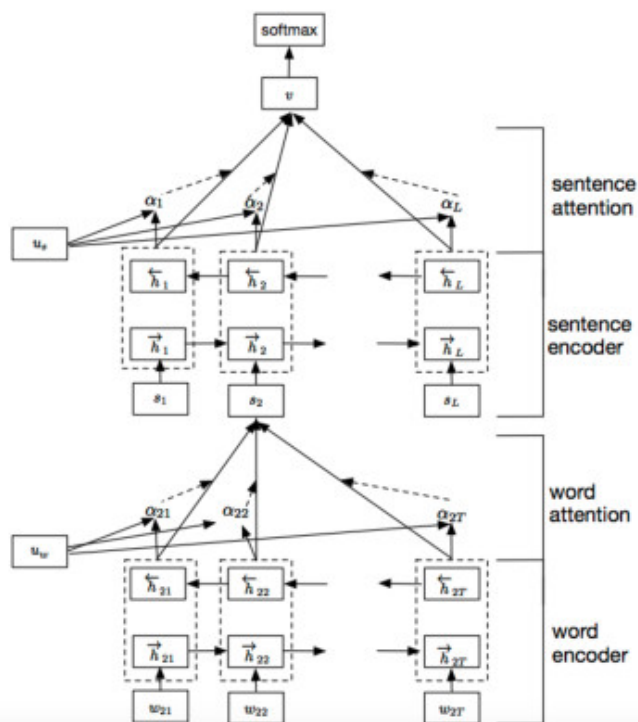 softmax
v
sentence
attention
α1 α2 αL
us
←h1 ←h2 ←hL
sentence
encoder
→h1 →h2 →hL
s1 s2 sL
word
attention
α21 α22 α2T
uw
←h21 ←h22 ←h2T
word
encoder
→h21 →h22 →h2T
w21 w22 w2T